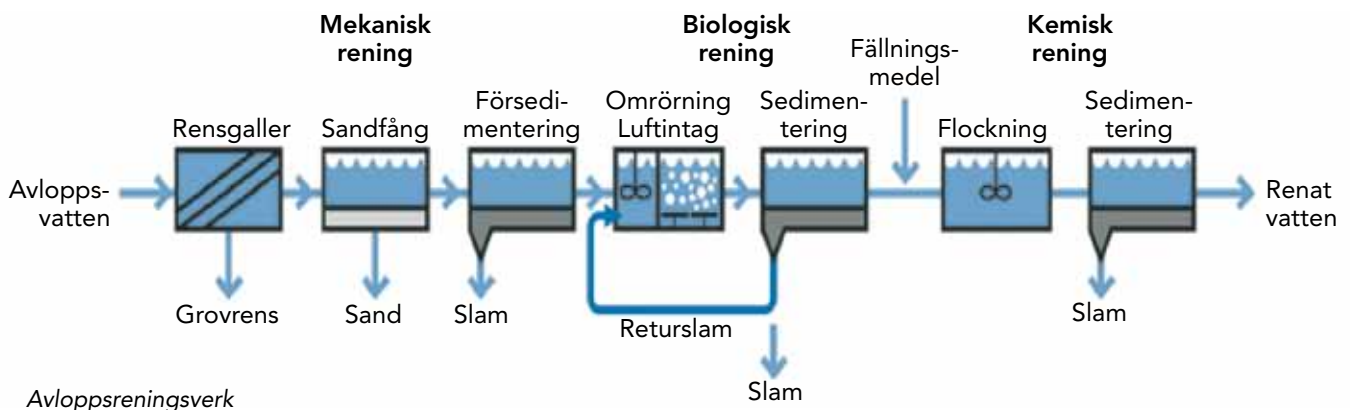 Mekanisk
rening
Biologisk
rening
Kemisk
rening
Fällnings-
medel
Rensgaller
Sandfång
Försedi-
mentering
Omrörning
Luftintag
Sedimen-
tering
Flockning
Sedimen-
tering
Avlopps-
vatten
Renat
vatten
Grovrens
Sand
Slam
Returslam
Slam
Slam
Avloppsreningsverk